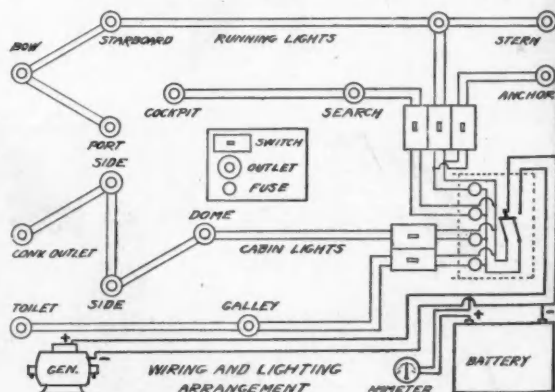 STARBOARD
RUNNING LIGHTS
STERN
BOW
COCKPIT
SEARCH
ANCHOR
PORT
SIDE
SWITCH
OUTLET
FUSE
DOME
CONK OUTLET
CABIN LIGHTS
SIDE
TOILET
GALLEY
+
-
+
-
GEN.
WIRING AND LIGHTING
ARRANGEMENT
AMMETER
BATTERY